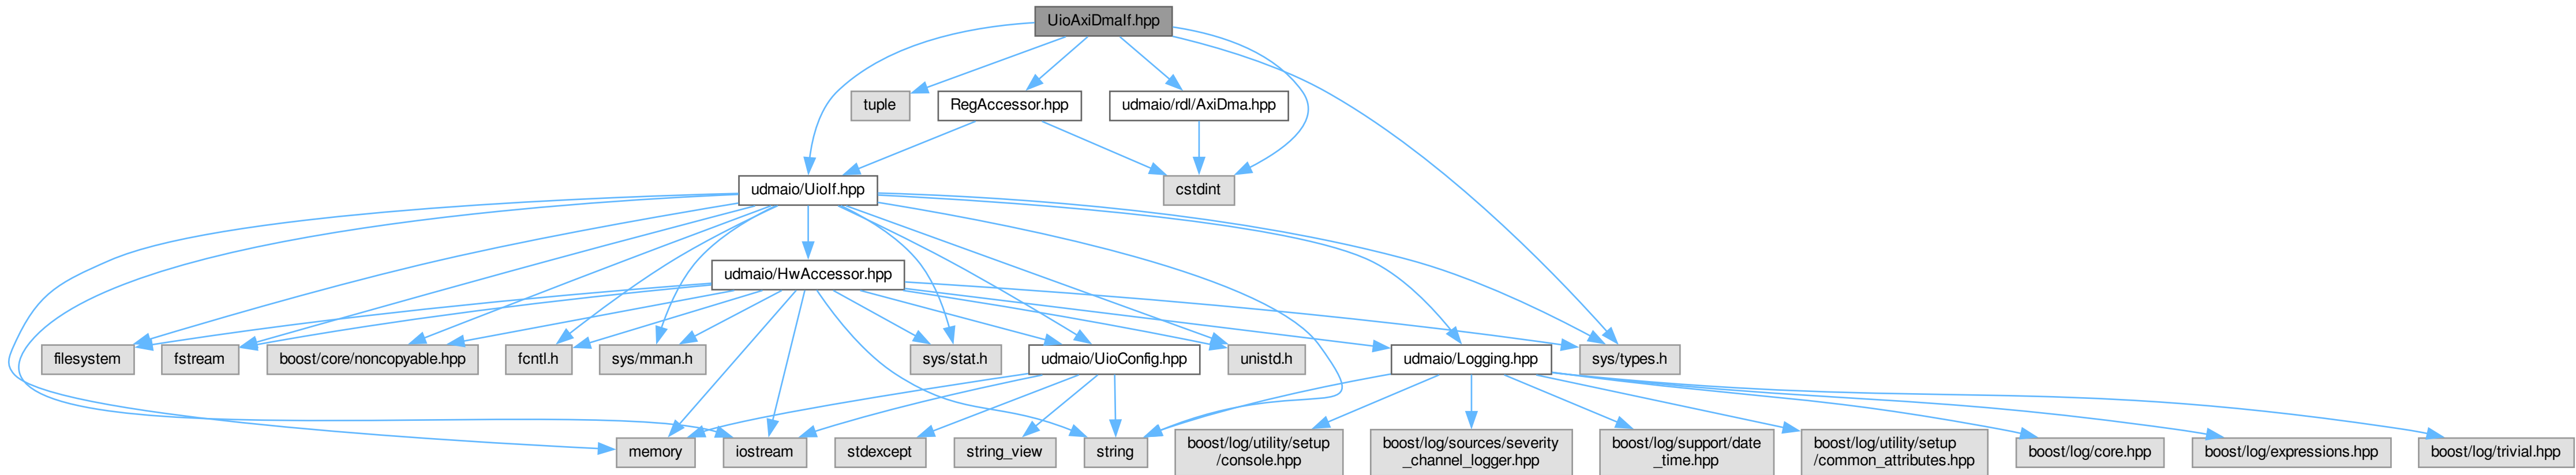 UioAxiDmaIf.hpp
tuple
RegAccessor.hpp
udmaio/rdl/AxiDma.hpp
udmaio/UioIf.hpp
cstdint
udmaio/HwAccessor.hpp
filesystem
fstream
boost/core/noncopyable.hpp
fcntl.h
sys/mman.h
sys/stat.h
udmaio/UioConfig.hpp
unistd.h
udmaio/Logging.hpp
sys/types.h
memory
iostream
stdexcept
string_view
string
boost/log/utility/setup
/console.hpp
boost/log/sources/severity
_channel_logger.hpp
boost/log/support/date
_time.hpp
boost/log/utility/setup
/common_attributes.hpp
boost/log/core.hpp
boost/log/expressions.hpp
boost/log/trivial.hpp